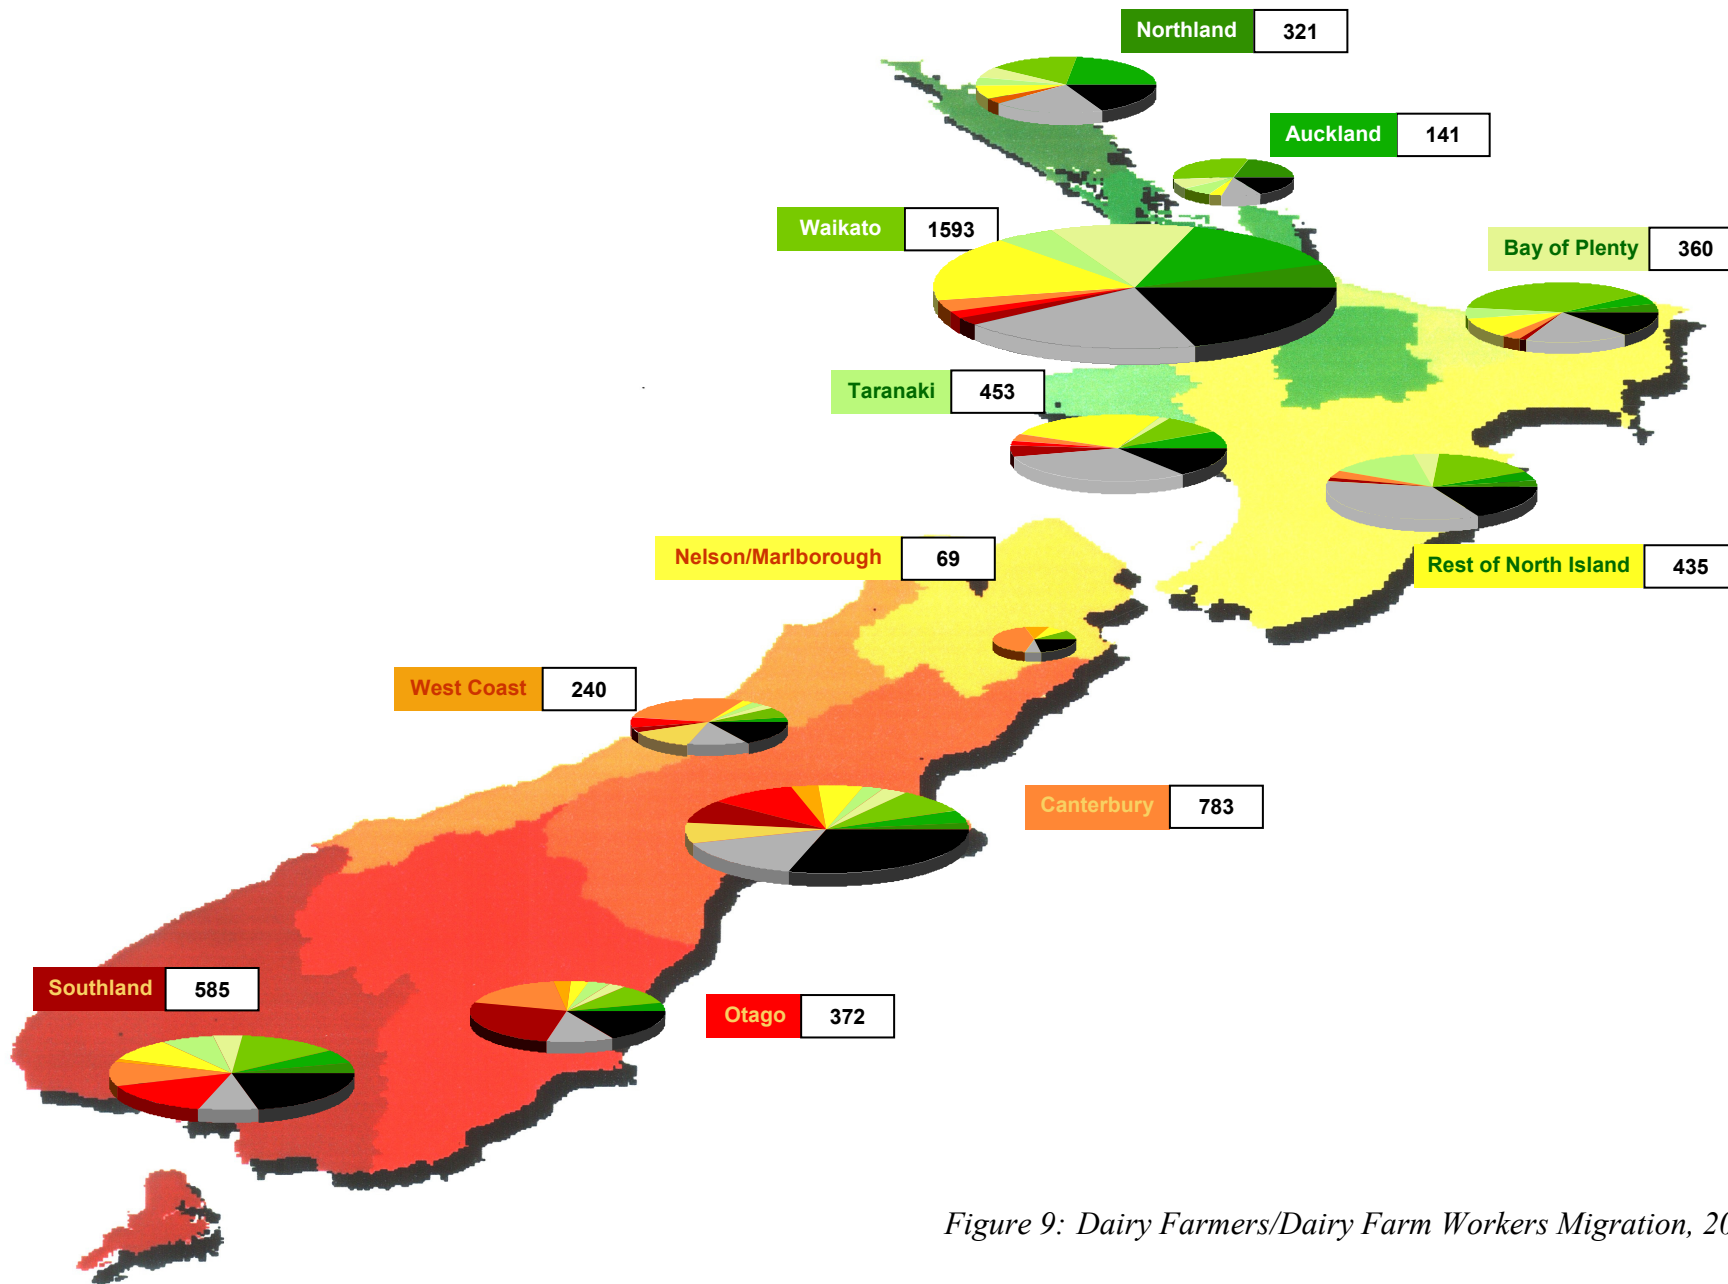 Northland 321
Auckland 141
Waikato 1593
Bay of Plenty 360
Taranaki 453
Nelson/Marlborough 69
Rest of North Island 435
West Coast 240
Canterbury 783
Southland 585
Otago 372
Figure 9: Dairy Farmers/Dairy Farm Workers Migration, 20